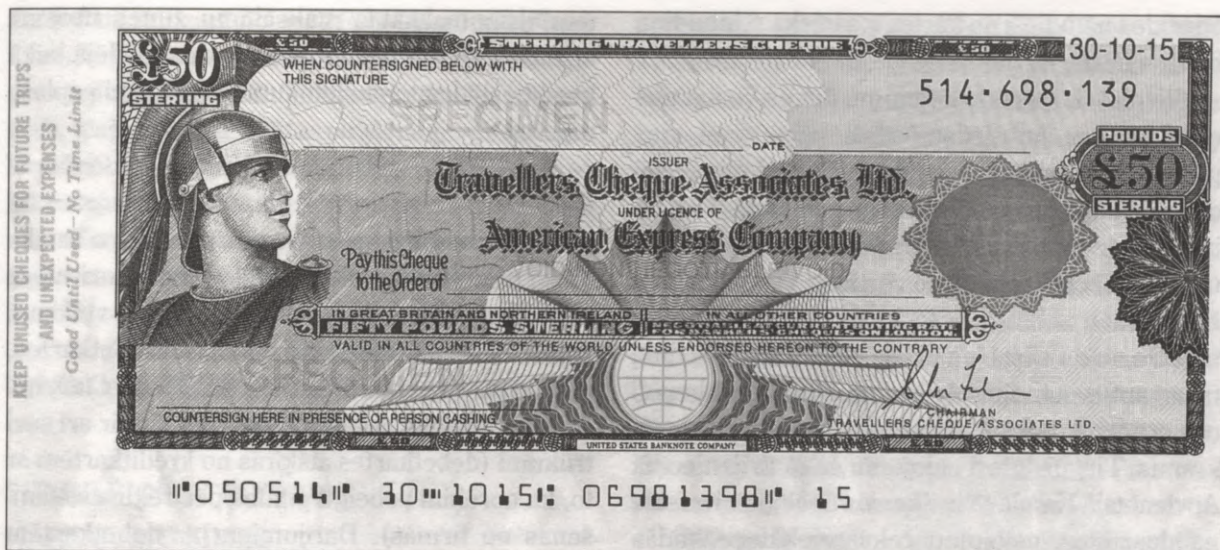 KEEP UNUSED CHEQUES FOR FUTURE TRIPS
AND UNEXPECTED EXPENSES
Good Until Used—No Time Limit
£50 STERLING TRAVELLERS CHEQUE £50 30-10-15
£50
STERLING
WHEN COUNTERSIGNED BELOW WITH
THIS SIGNATURE
514·698·139
SPECIMEN
DATE
POUNDS
£50
STERLING
ISSUER
Travellers Cheque Associates Ltd.
UNDER LICENCE OF
American Express Company
Pay this Cheque
to the Order of
IN GREAT BRITAIN AND NORTHERN IRELAND IN ALL OTHER COUNTRIES
FIFTY POUNDS STERLING
VALID IN ALL COUNTRIES OF THE WORLD UNLESS ENDORSED HEREON TO THE CONTRARY
SPECIMEN
CHAIRMAN
COUNTERSIGN HERE IN PRESENCE OF PERSON CASHING TRAVELLERS CHEQUE ASSOCIATES LTD.
£50 UNITED STATES BANKNOTE COMPANY £50
⑈050514⑈ 30⑉1015⑆ 06981398⑈ 15